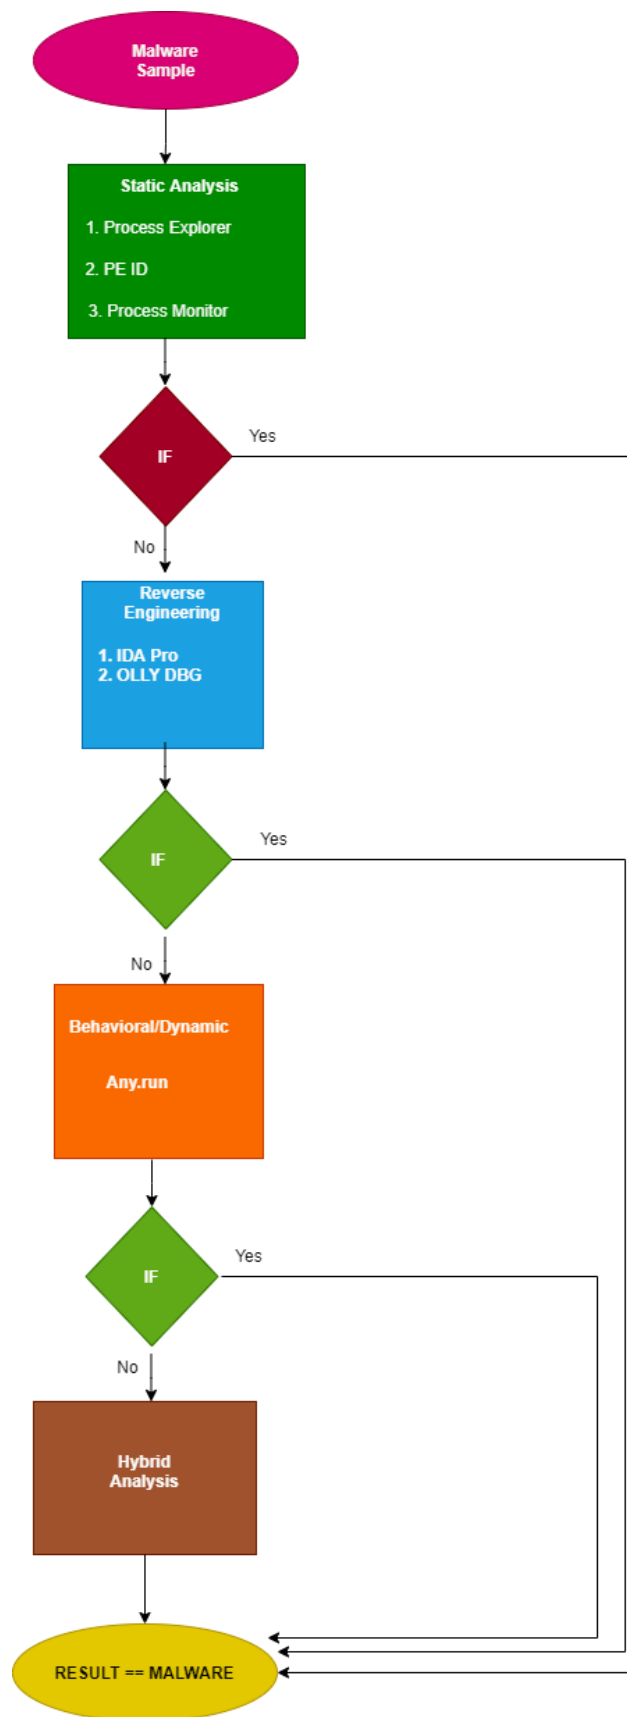 Malware
Sample
Static Analysis
1. Process Explorer
2. PE ID
3. Process Monitor
IF
Yes
No
Reverse
Engineering
1. IDA Pro
2. OLLY DBG
IF
Yes
No
Behavioral/Dynamic
Any.run
IF
Yes
No
Hybrid
Analysis
RESULT == MALWARE